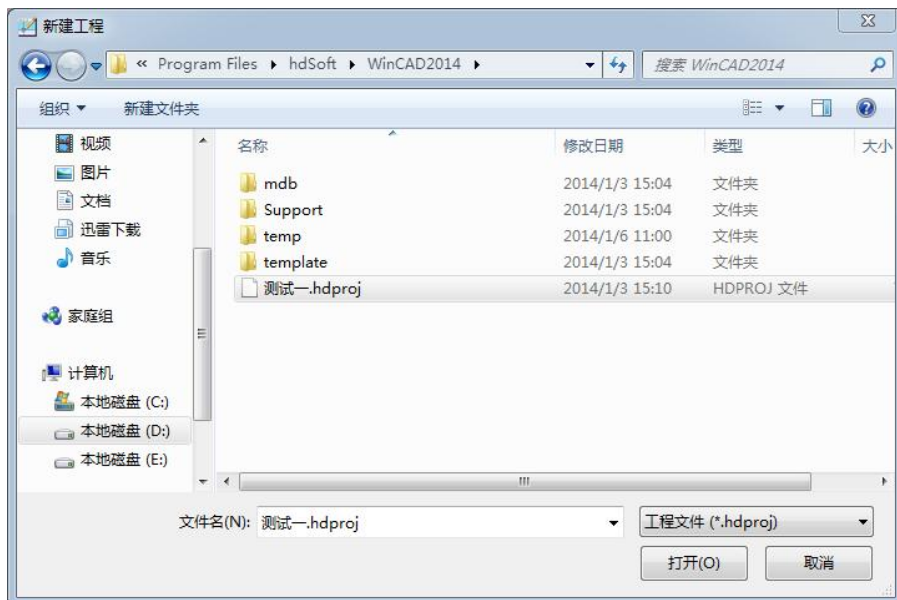 新建工程
« Program Files ▸ hdSoft ▸ WinCAD2014 ▸ 搜索 WinCAD2014
组织 ▼ 新建文件夹
视频
图片
文档
迅雷下载
音乐
家庭组
计算机
本地磁盘 (C:)
本地磁盘 (D:)
本地磁盘 (E:)
名称 修改日期 类型 大小
mdb 2014/1/3 15:04 文件夹
Support 2014/1/3 15:04 文件夹
temp 2014/1/6 11:00 文件夹
template 2014/1/3 15:04 文件夹
测试一.hdproj 2014/1/3 15:10 HDPROJ 文件
文件名(N): 测试一.hdproj 工程文件 (*.hdproj)
打开(O) 取消